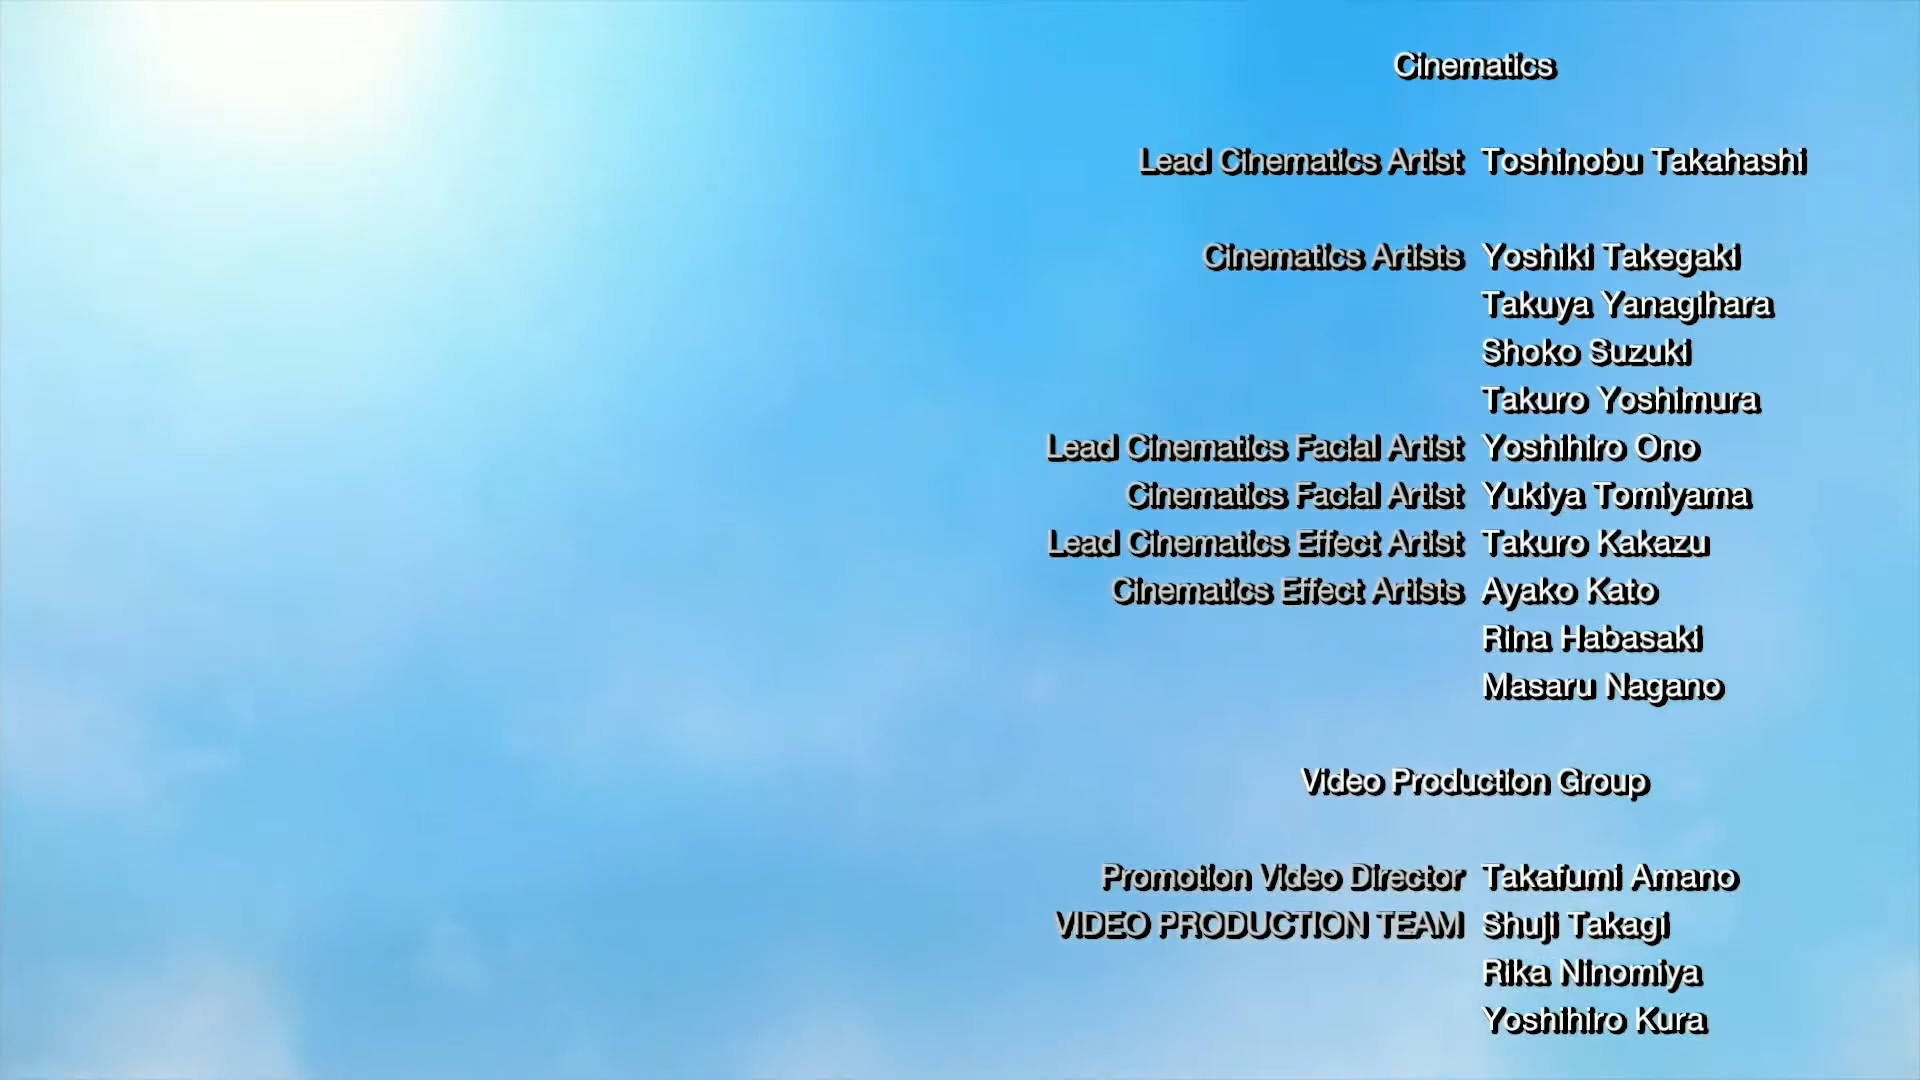 Cinematics
Lead Cinematics Artist Toshinobu Takahashi
Cinematics Artists Yoshiki Takegaki
Takuya Yanagihara
Shoko Suzuki
Takuro Yoshimura
Lead Cinematics Facial Artist Yoshihiro Ono
Cinematics Facial Artist Yukiya Tomiyama
Lead Cinematics Effect Artist Takuro Kakazu
Cinematics Effect Artists Ayako Kato
Rina Habasaki
Masaru Nagano
Video Production Group
Promotion Video Director Takafumi Amano
VIDEO PRODUCTION TEAM Shuji Takagi
Rika Ninomiya
Yoshihiro Kura